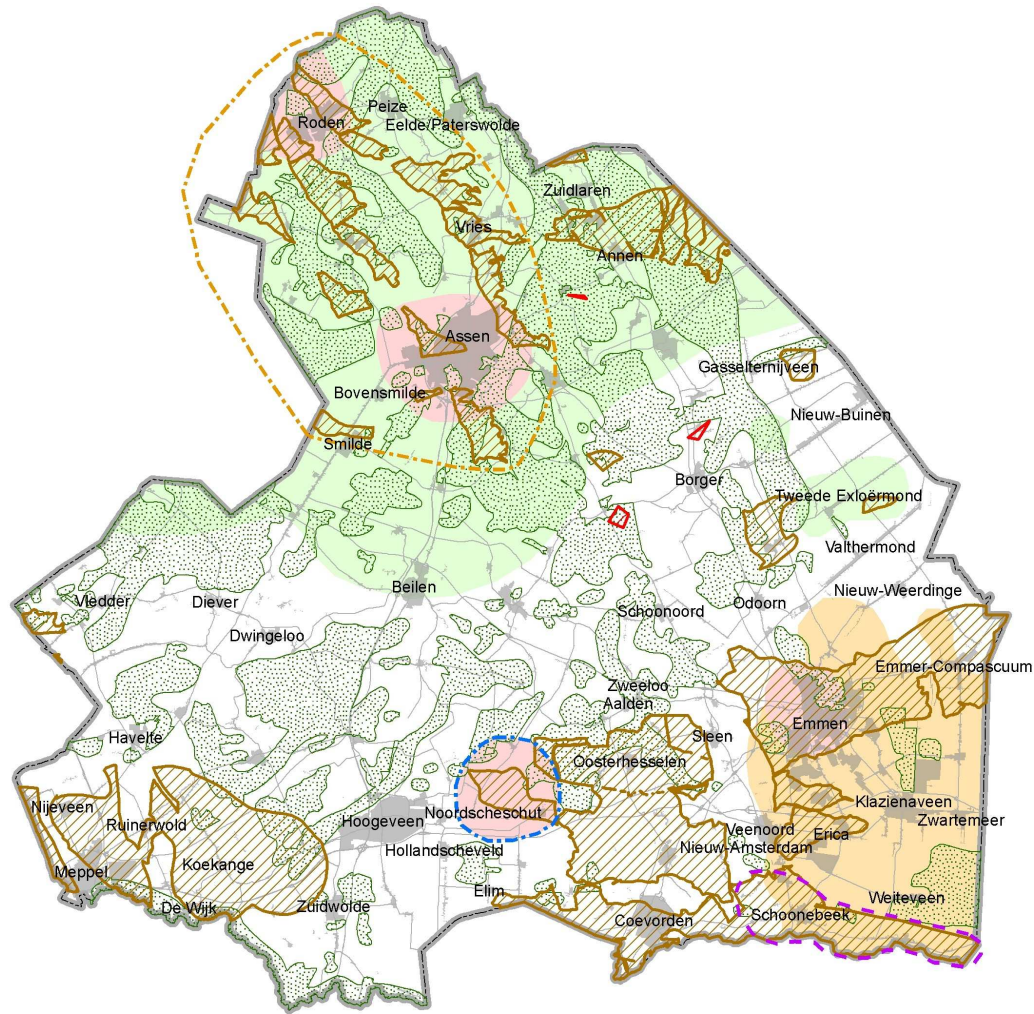 Peize
Roden
Eelde/Paterswolde
Zuidlaren
Vries
Annen
Assen
Gasselternijveen
Bovensmilde
Nieuw-Buinen
Smilde
Borger
Tweede Exloërmond
Valthermond
Beilen
Nieuw-Weerdinge
Vledder
Diever
Schoonoord
Odoorn
Dwingeloo
Emmer-Compascuum
Zweeloo
Aalden
Emmen
Havelte
Sleen
Oosterhesselen
Klazienaveen
Nijeveen
Noordscheschut
Zwartemeer
Ruinerwold
Hoogeveen
Veenoord
Erica
Nieuw-Amsterdam
Hollandscheveld
Koekange
Meppel
Elim
Weiteveen
De Wijk
Zuidwolde
Schoonebeek
Coevorden